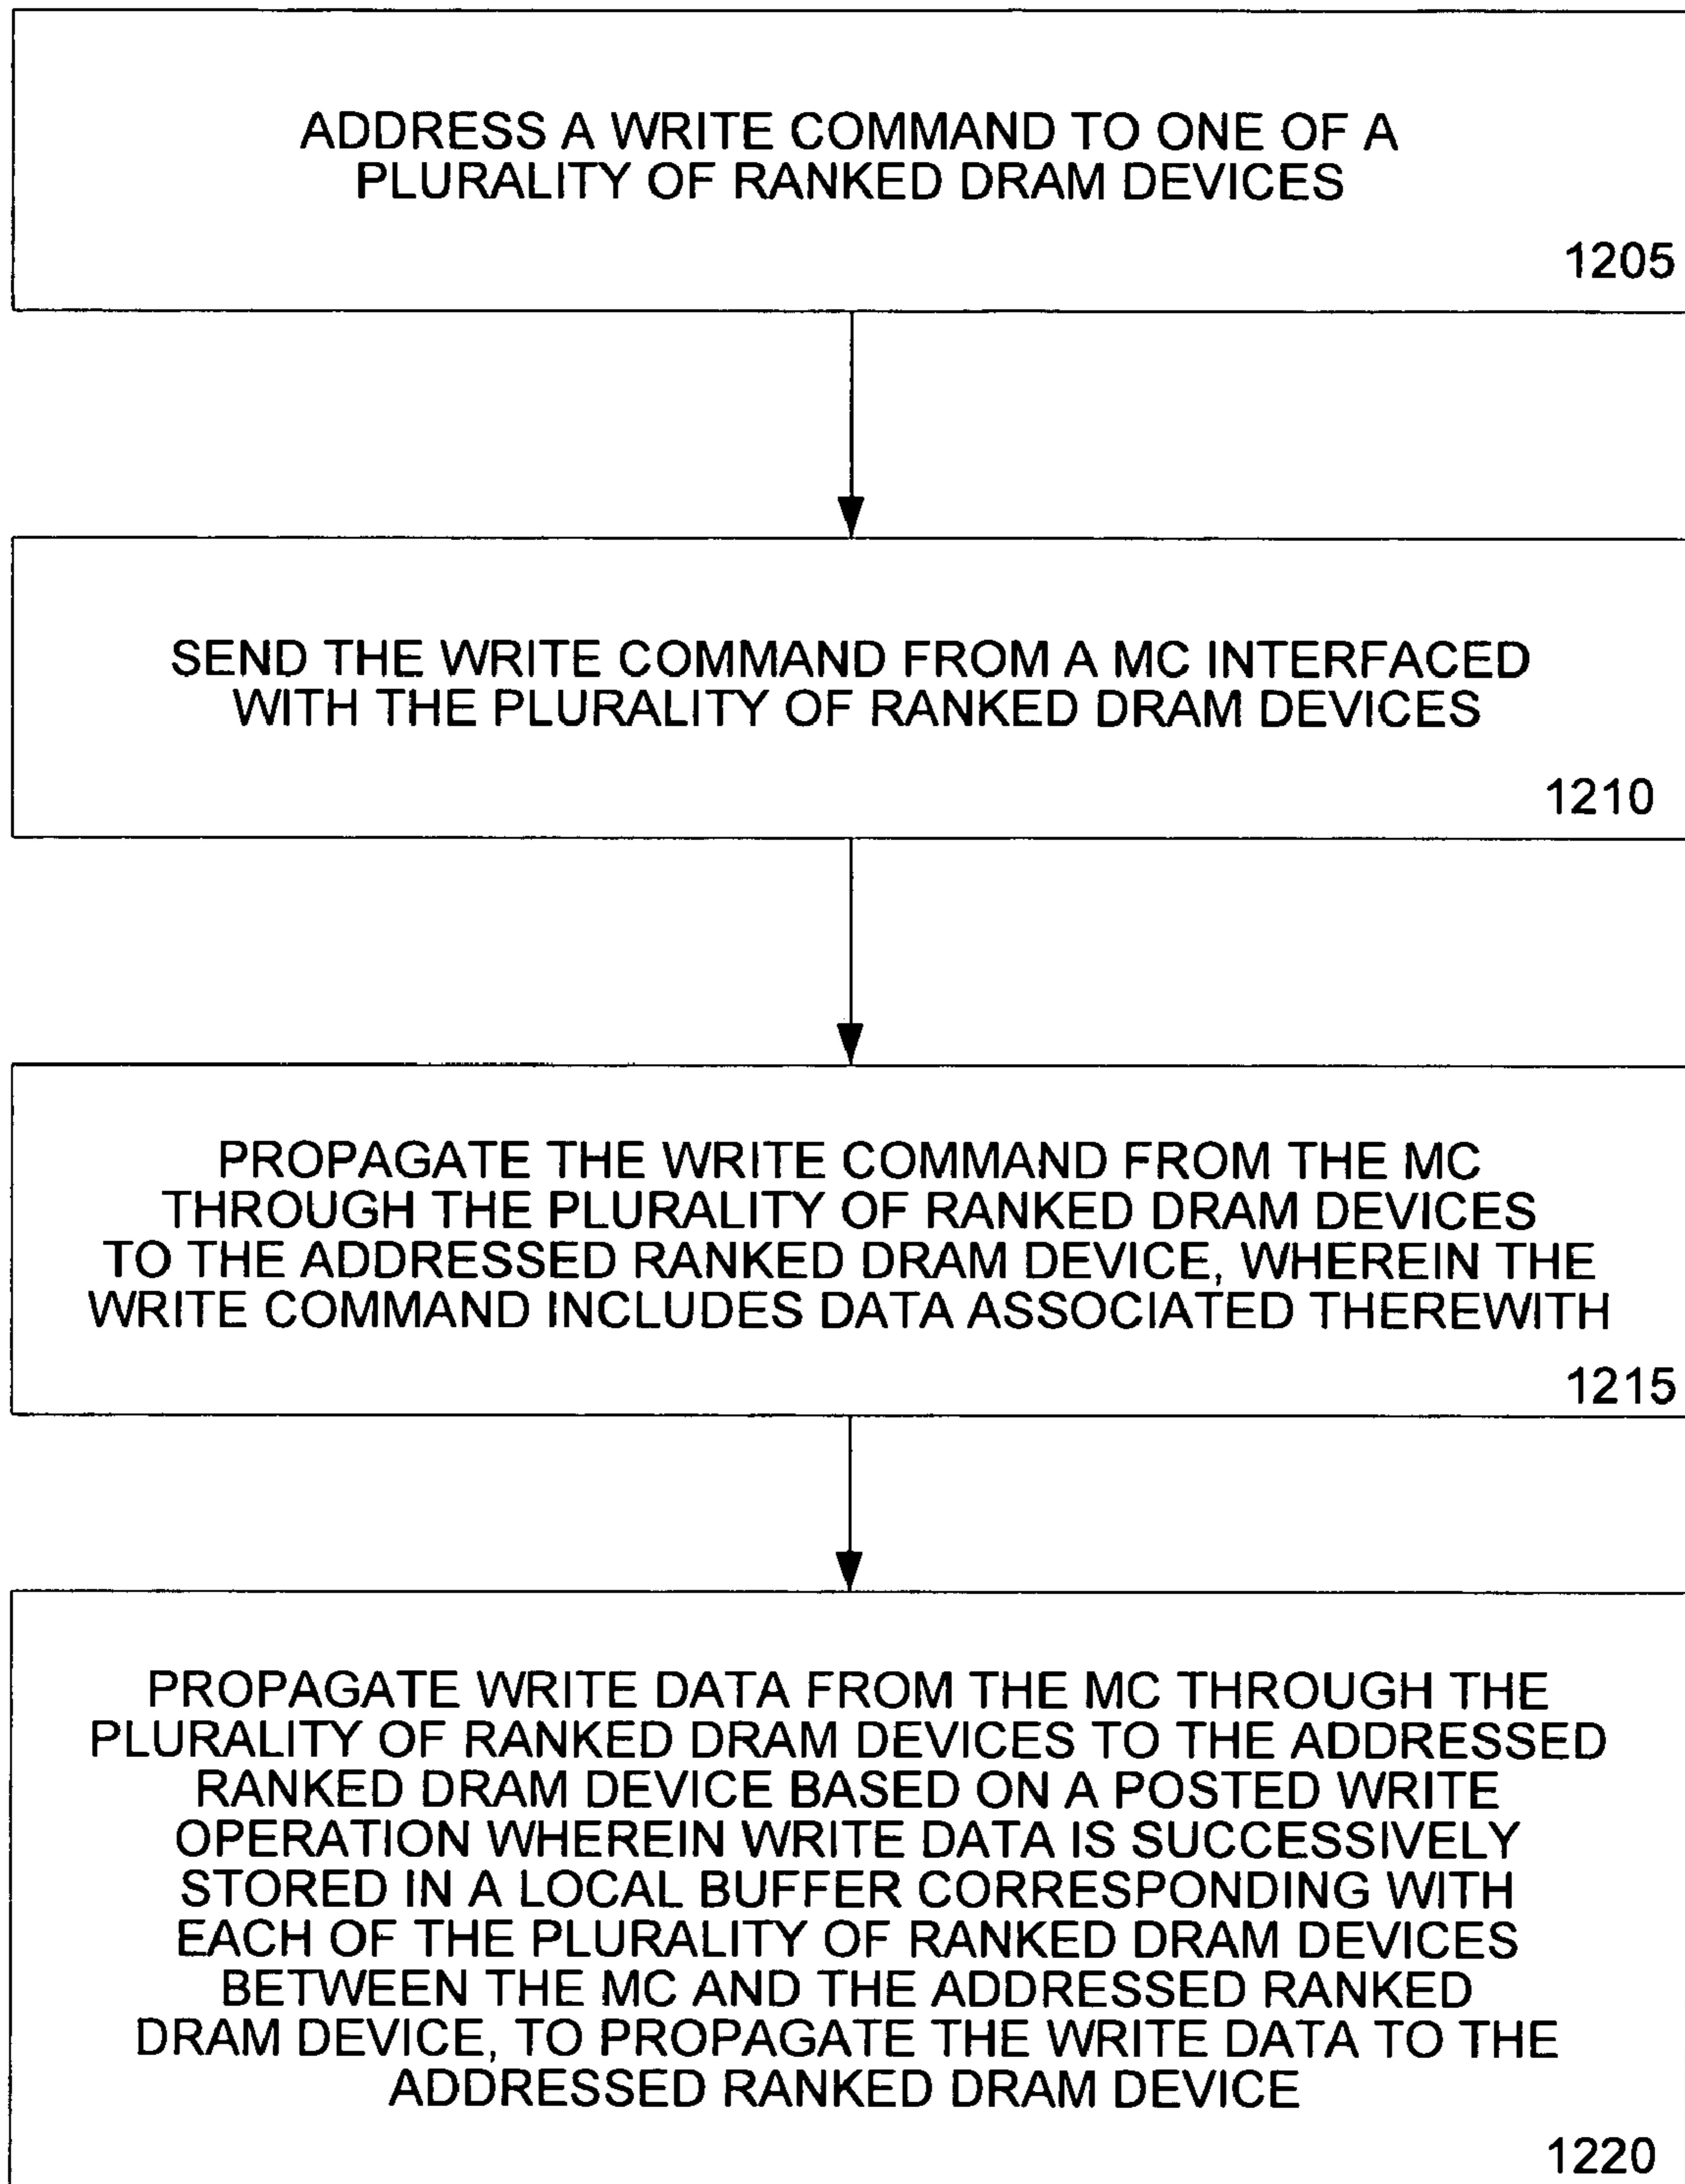 ADDRESS A WRITE COMMAND TO ONE OF A
PLURALITY OF RANKED DRAM DEVICES
1205
SEND THE WRITE COMMAND FROM A MC INTERFACED
WITH THE PLURALITY OF RANKED DRAM DEVICES
1210
PROPAGATE THE WRITE COMMAND FROM THE MC
THROUGH THE PLURALITY OF RANKED DRAM DEVICES
TO THE ADDRESSED RANKED DRAM DEVICE, WHEREIN THE
WRITE COMMAND INCLUDES DATA ASSOCIATED THEREWITH
1215
PROPAGATE WRITE DATA FROM THE MC THROUGH THE
PLURALITY OF RANKED DRAM DEVICES TO THE ADDRESSED
RANKED DRAM DEVICE BASED ON A POSTED WRITE
OPERATION WHEREIN WRITE DATA IS SUCCESSIVELY
STORED IN A LOCAL BUFFER CORRESPONDING WITH
EACH OF THE PLURALITY OF RANKED DRAM DEVICES
BETWEEN THE MC AND THE ADDRESSED RANKED
DRAM DEVICE, TO PROPAGATE THE WRITE DATA TO THE
ADDRESSED RANKED DRAM DEVICE
1220